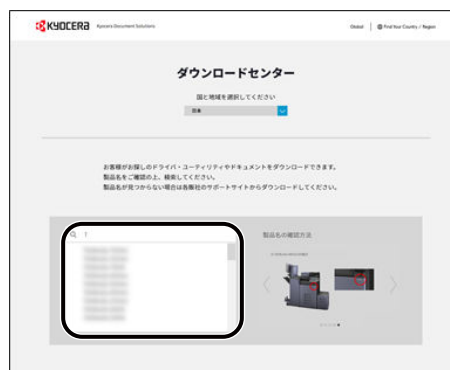 KYOCERA Kyocera Document Solutions
Global Find Your Country / Region
ダウンロードセンター
国と地域を選択してください
日本
お客様がお探しのドライバ・ユーティリティやドキュメントをダウンロードできます。
製品名をご確認の上、検索してください。
製品名が見つからない場合は各販社のサポートサイトからダウンロードしてください。
製品名の確認方法